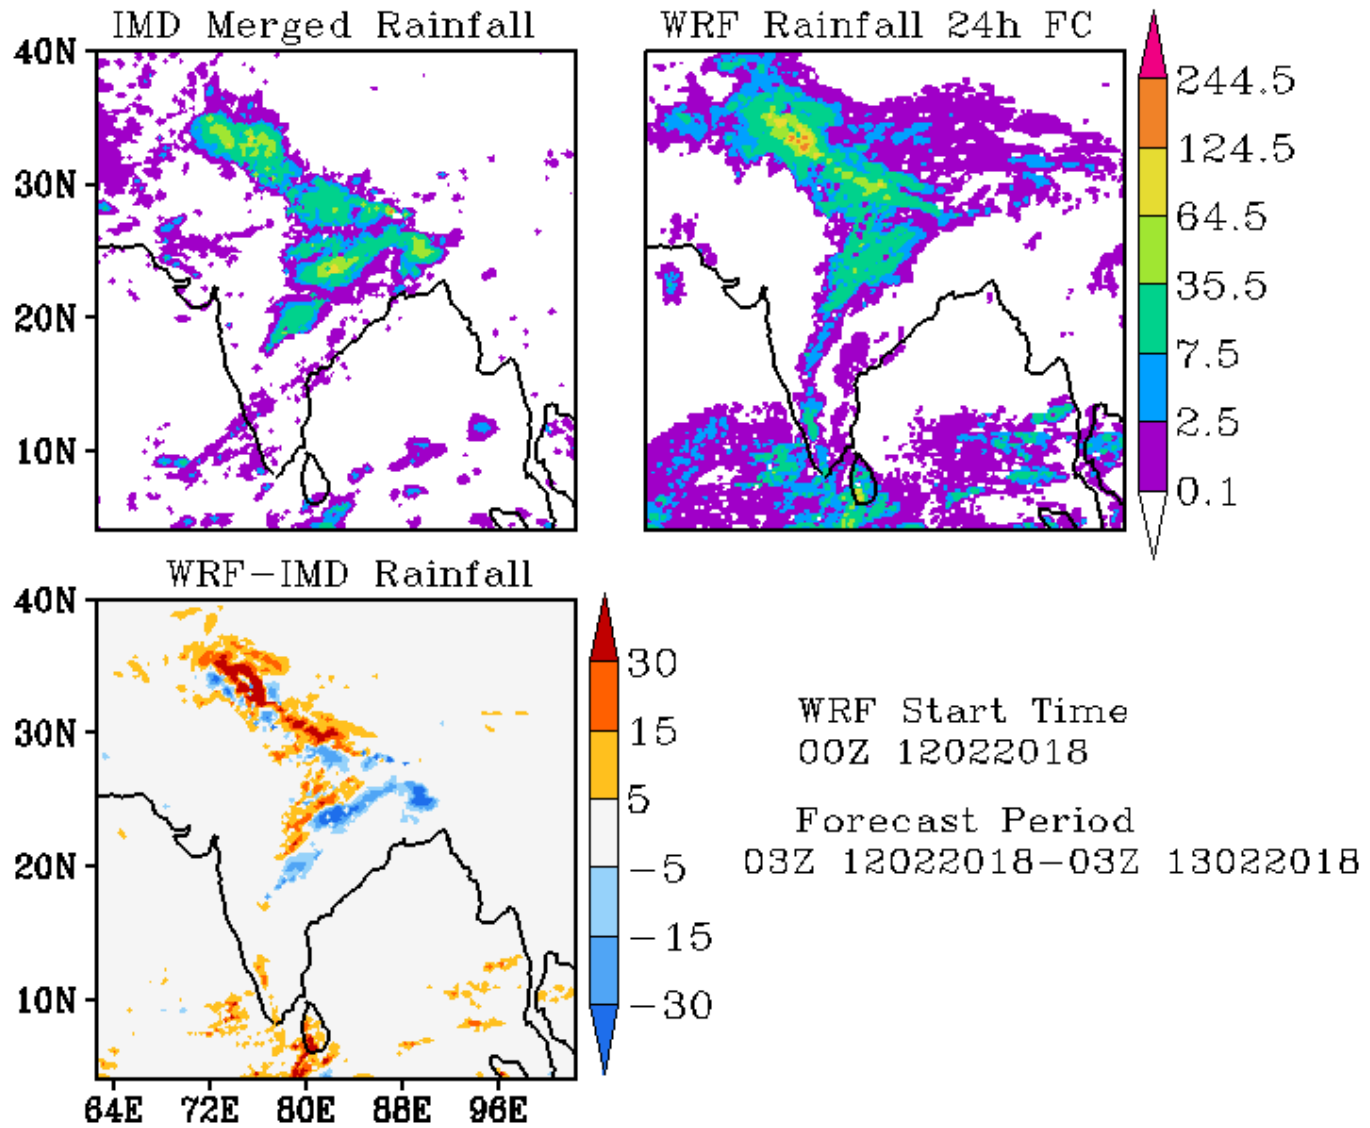 IMD Merged Rainfall
WRF Rainfall 24h FC
40N
30N
20N
10N
244.5
124.5
64.5
35.5
7.5
2.5
0.1
WRF-IMD Rainfall
40N
30N
20N
10N
64E 72E 80E 88E 96E
30
15
5
-5
-15
-30
WRF Start Time
00Z 12022018
Forecast Period
03Z 12022018-03Z 13022018